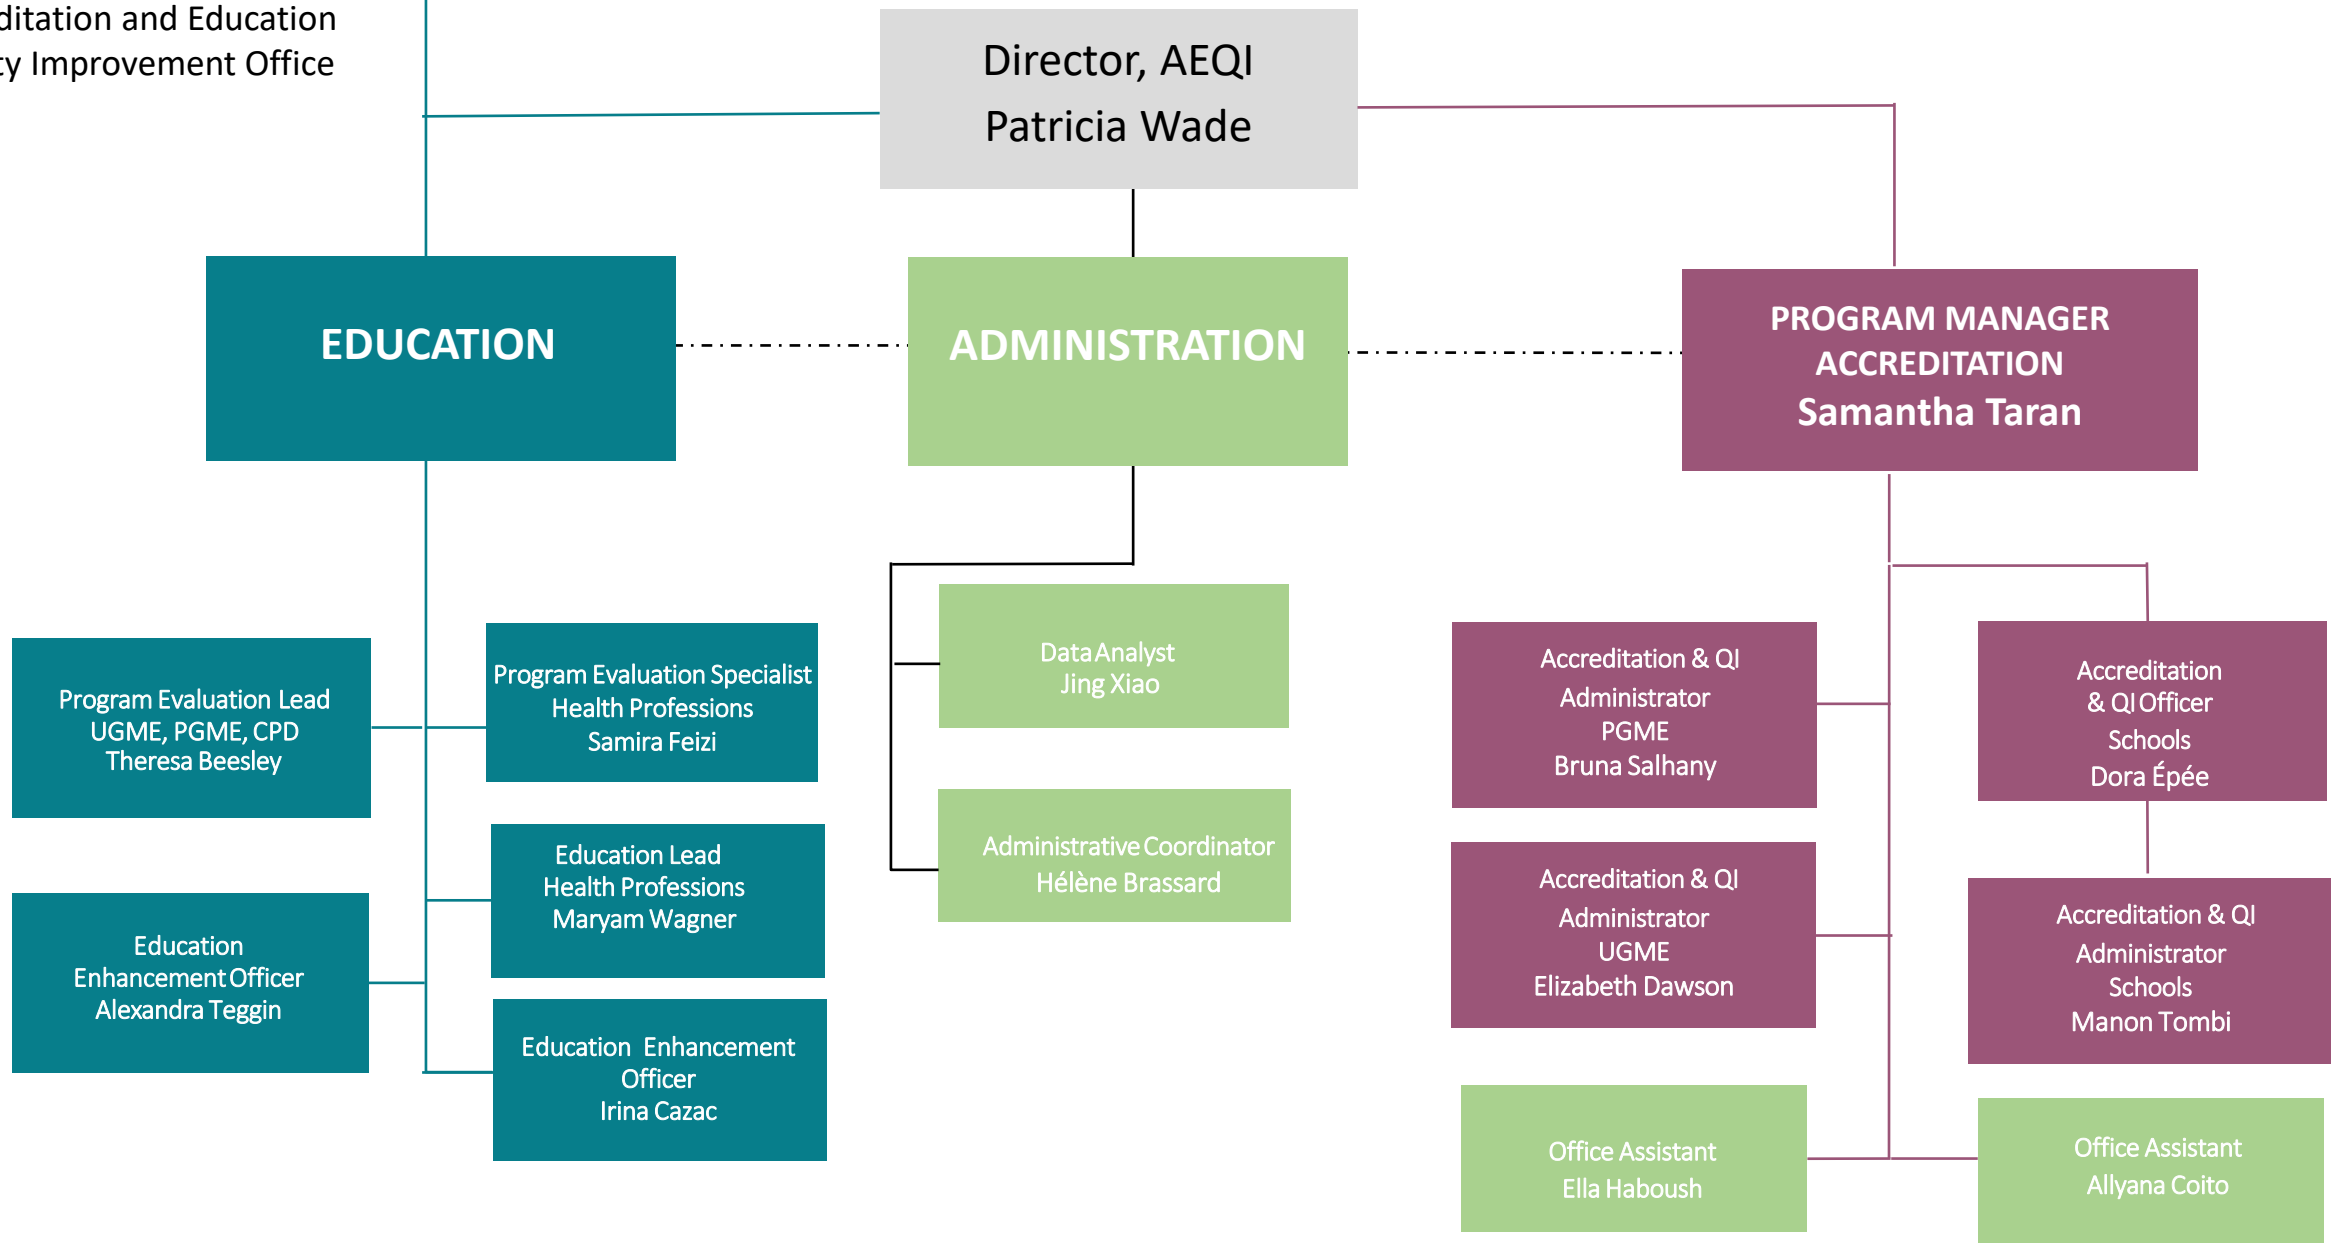 ditation and Education
ty Improvement Office
Director, AEQI
Patricia Wade
EDUCATION
ADMINISTRATION
PROGRAM MANAGER
ACCREDITATION
Samantha Taran
Program Evaluation Lead
UGME, PGME, CPD
Theresa Beesley
Program Evaluation Specialist
Health Professions
Samira Feizi
Education
Enhancement Officer
Alexandra Teggin
Education Lead
Health Professions
Maryam Wagner
Education Enhancement
Officer
Irina Cazac
Data Analyst
Jing Xiao
Administrative Coordinator
Hélène Brassard
Accreditation & QI
Administrator
PGME
Bruna Salhany
Accreditation
& QI Officer
Schools
Dora Épée
Accreditation & QI
Administrator
UGME
Elizabeth Dawson
Accreditation & QI
Administrator
Schools
Manon Tombi
Office Assistant
Ella Haboush
Office Assistant
Allyana Coito